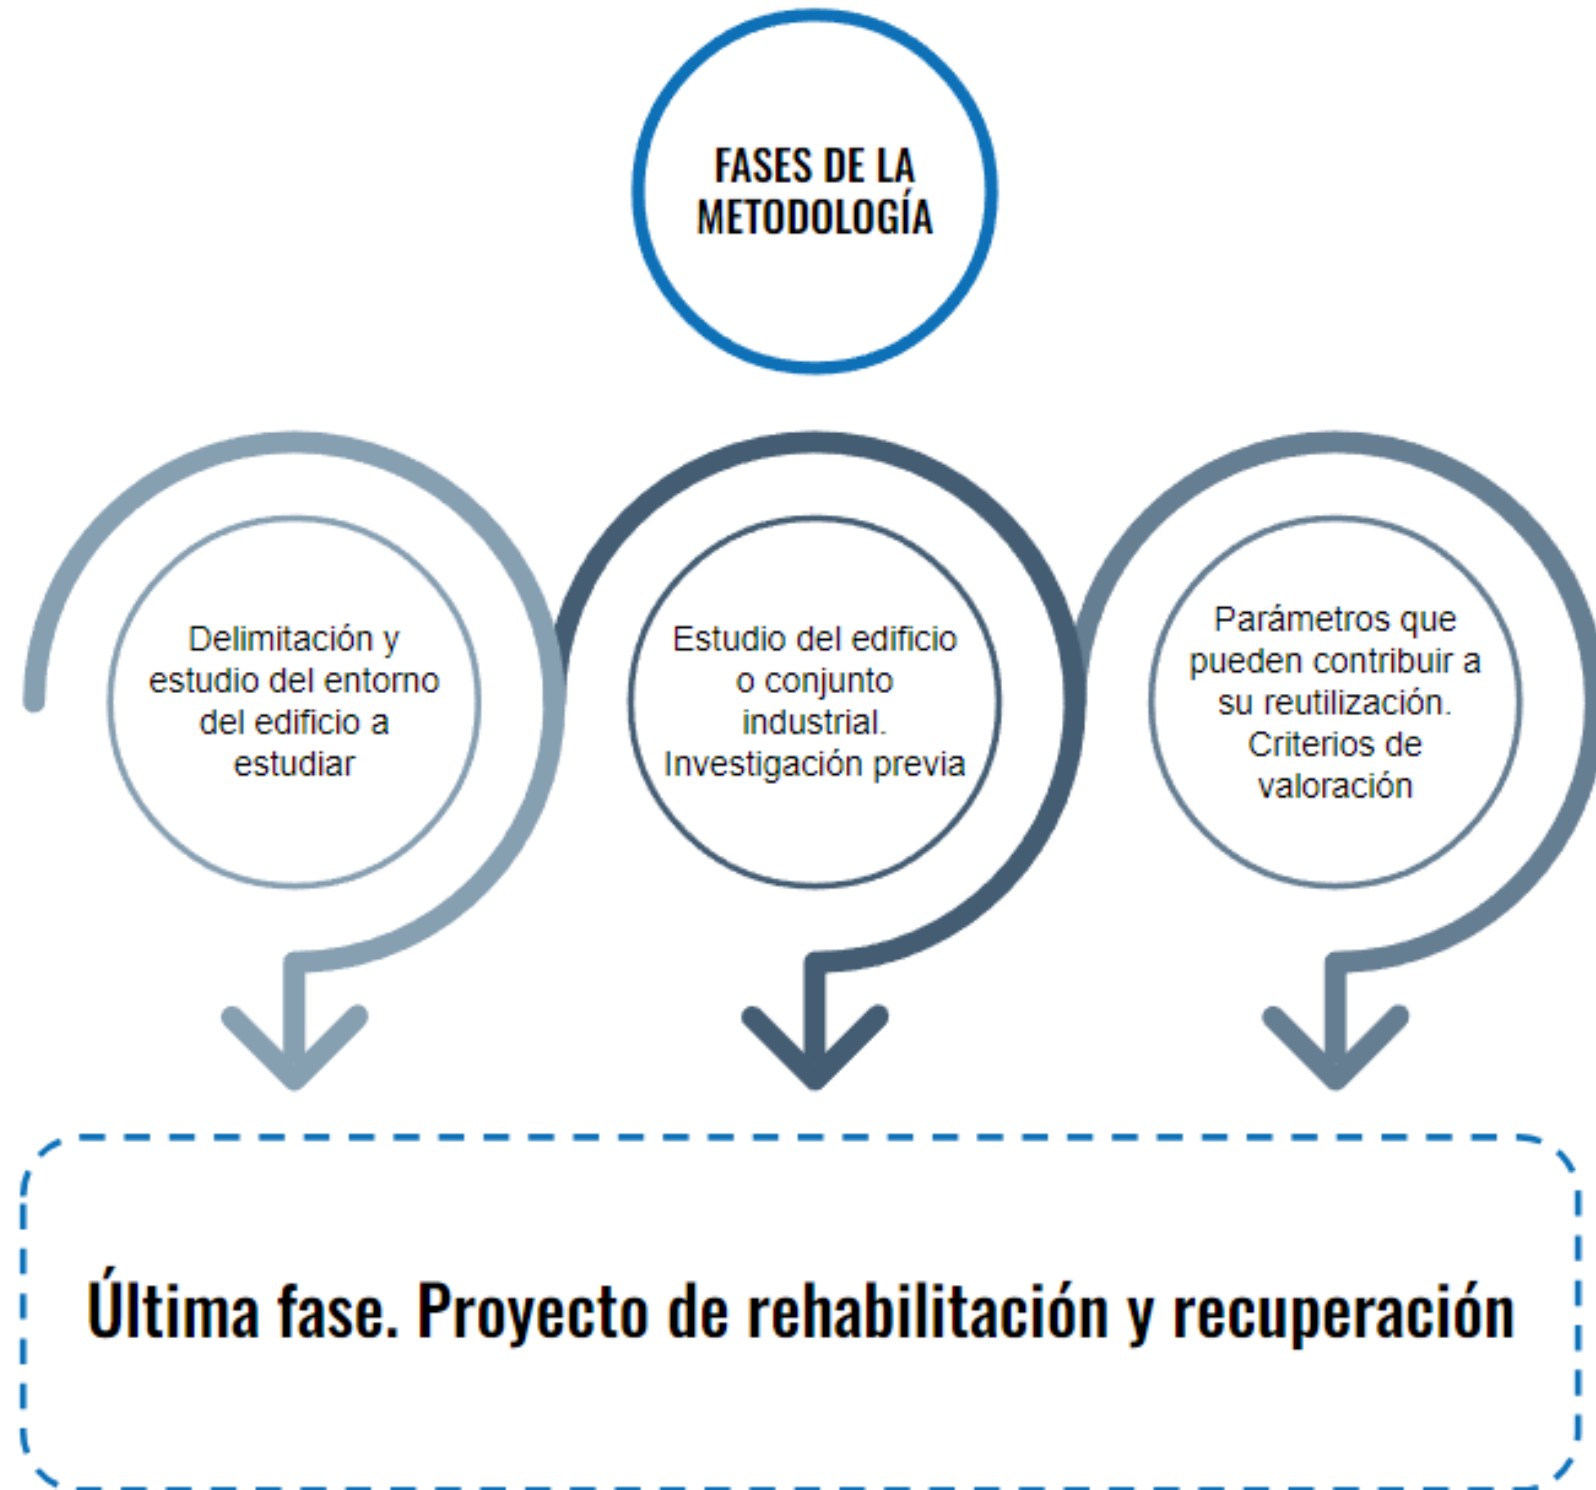 FASES DE LA
METODOLOGÍA
Delimitación y
estudio del entorno
del edificio a
estudiar
Estudio del edificio
o conjunto
industrial.
Investigación previa
Parámetros que
pueden contribuir a
su reutilización.
Criterios de
valoración
Última fase. Proyecto de rehabilitación y recuperación